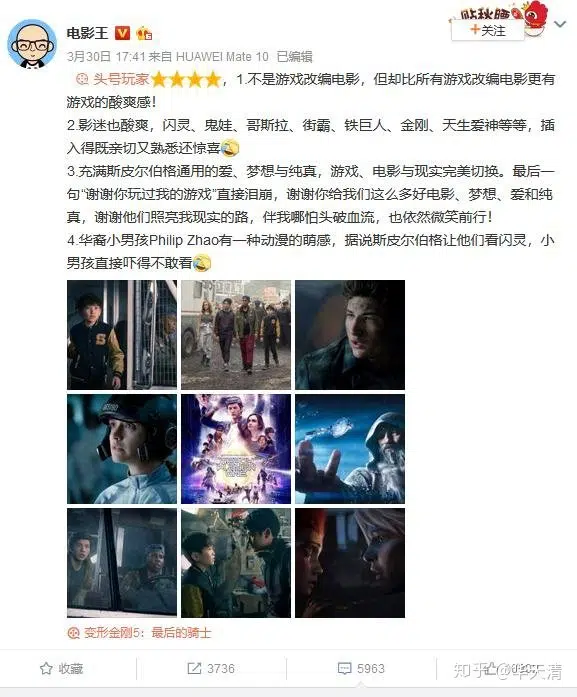 贴秋膘
电影王
+关注
3月30日 17:41 来自 HUAWEI Mate 10 已编辑
头号玩家，1.不是游戏改编电影，但却比所有游戏改编电影更有
游戏的酸爽感！
2.影迷也酸爽，闪灵、鬼娃、哥斯拉、街霸、铁巨人、金刚、天生爱神等等，插
入得既亲切又熟悉还惊喜
3.充满斯皮尔伯格通用的爱、梦想与纯真，游戏、电影与现实完美切换。最后一
句“谢谢你玩过我的游戏”直接泪崩，谢谢你给我们这么多好电影、梦想、爱和纯
真，谢谢他们照亮我现实的路，伴我哪怕头破血流，也依然微笑前行！
4.华裔小男孩Philip Zhao有一种动漫的萌感，据说斯皮尔伯格让他们看闪灵，小
男孩直接吓得不敢看
变形金刚5：最后的骑士
收藏
3736
5963
知乎